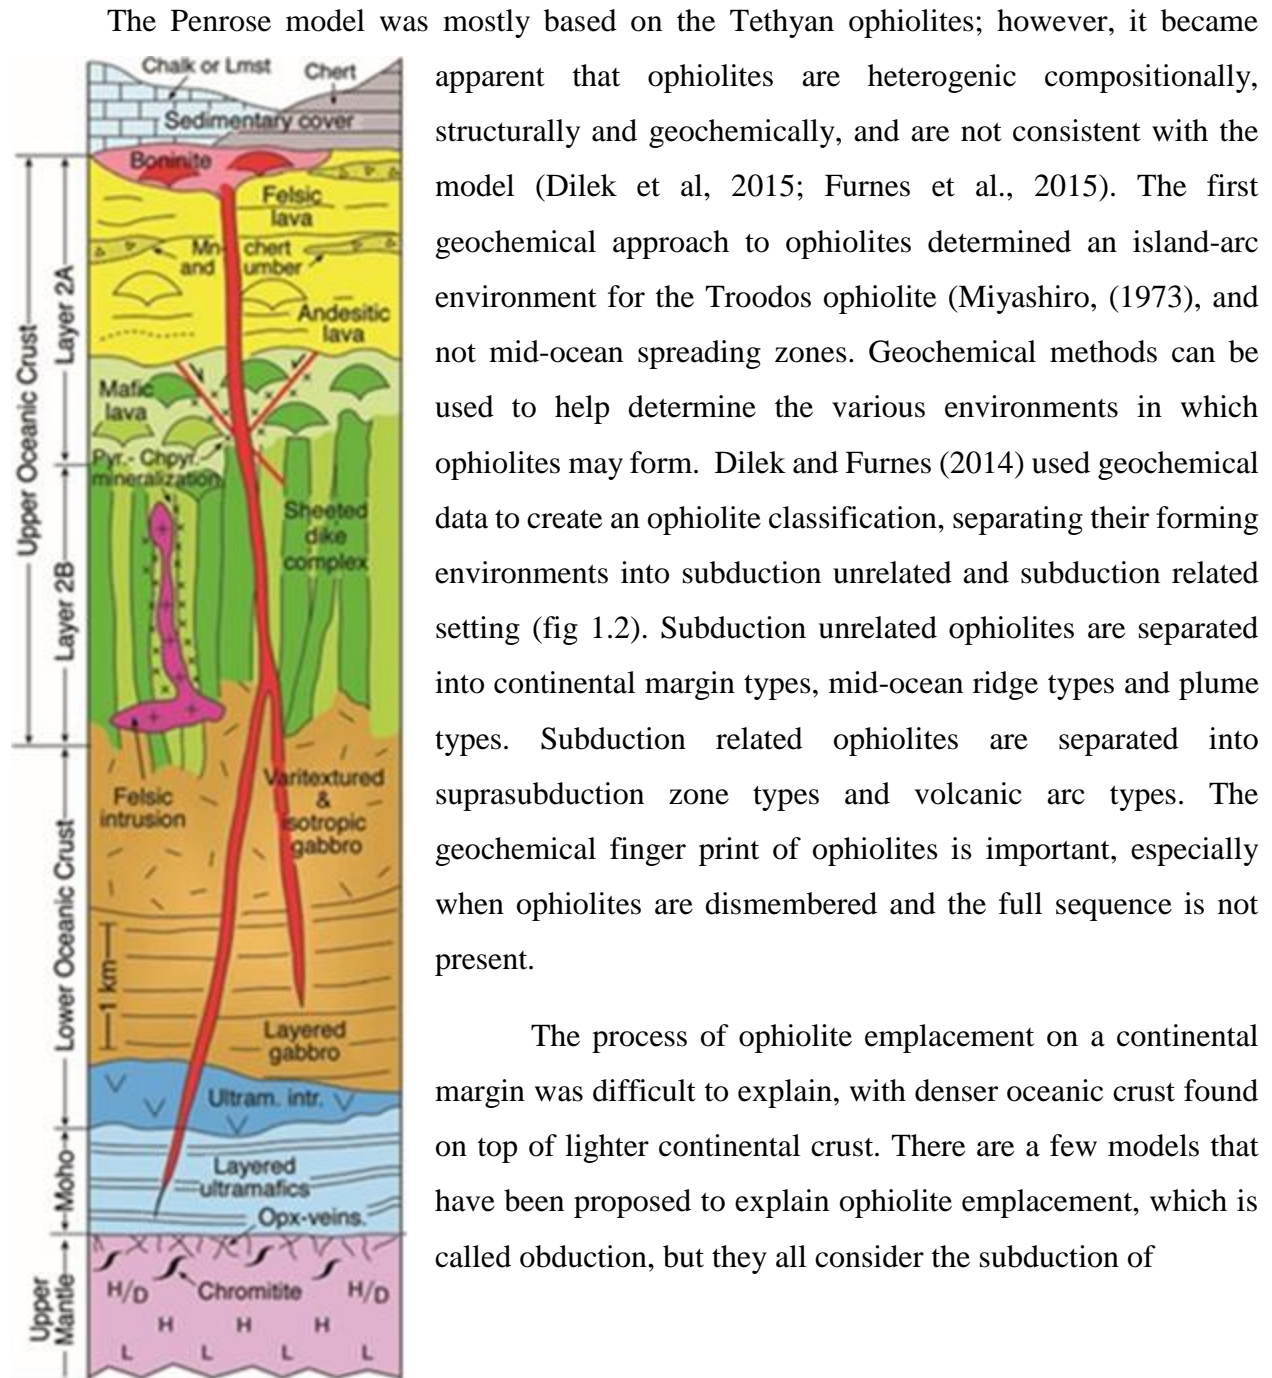 The Penrose model was mostly based on the Tethyan ophiolites; however, it became
apparent that ophiolites are heterogenic compositionally,
structurally and geochemically, and are not consistent with the
model (Dilek et al, 2015; Furnes et al., 2015). The first
geochemical approach to ophiolites determined an island-arc
environment for the Troodos ophiolite (Miyashiro, (1973), and
not mid-ocean spreading zones. Geochemical methods can be
used to help determine the various environments in which
ophiolites may form. Dilek and Furnes (2014) used geochemical
data to create an ophiolite classification, separating their forming
environments into subduction unrelated and subduction related
setting (fig 1.2). Subduction unrelated ophiolites are separated
into continental margin types, mid-ocean ridge types and plume
types. Subduction related ophiolites are separated into
suprasubduction zone types and volcanic arc types. The
geochemical finger print of ophiolites is important, especially
when ophiolites are dismembered and the full sequence is not
present.
The process of ophiolite emplacement on a continental
margin was difficult to explain, with denser oceanic crust found
on top of lighter continental crust. There are a few models that
have been proposed to explain ophiolite emplacement, which is
called obduction, but they all consider the subduction of
Chalk or Lmst
Chert
Sedimentary cover
Boninite
Felsic
lava
Mn- chert
and umber
Andesitic
lava
Mafic
lava
Pyr.- Chpyr.
mineralization
Sheeted
dike
complex
Felsic
intrusion
Varitextured
&
isotropic
gabbro
1 km
Layered
gabbro
Ultram. intr.
Layered
ultramafics
Opx-veins.
H/D
Chromitite
H/D
H H H
L L L L
Upper Oceanic Crust
Layer 2A
Layer 2B
Lower Oceanic Crust
Moho
Upper
Mantle